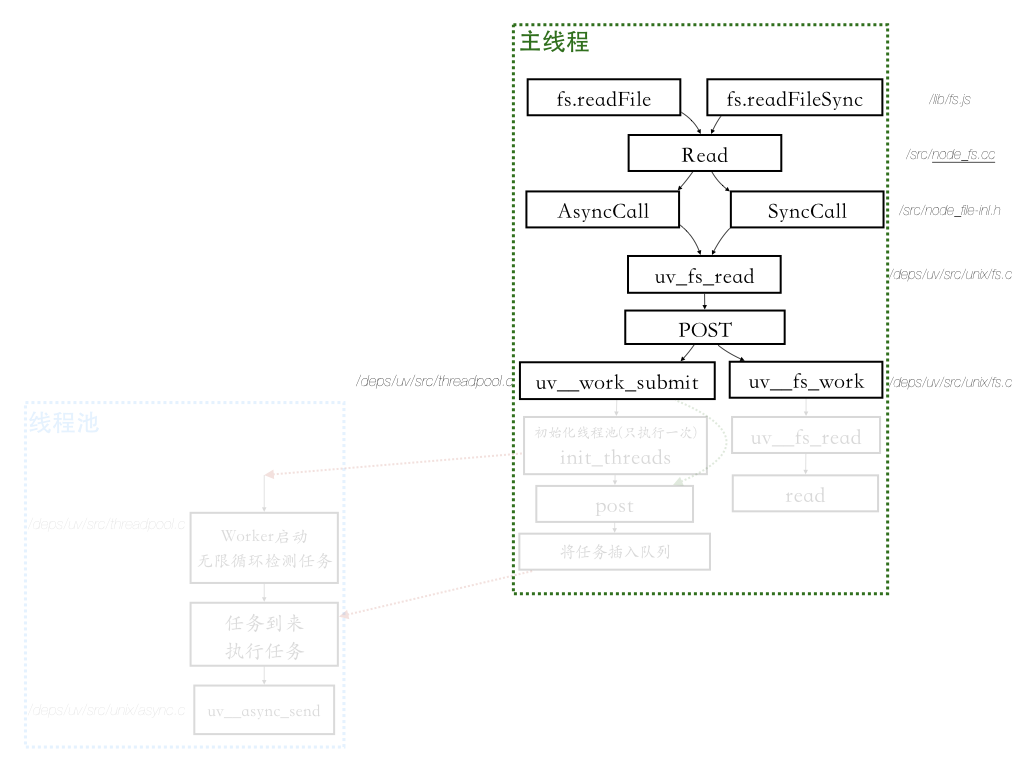 主线程
fs.readFile
fs.readFileSync
/lib/fs.js
Read
/src/node_fs.cc
AsyncCall
SyncCall
/src/node_file-inl.h
uv_fs_read
/deps/uv/src/unix/fs.c
POST
/deps/uv/src/threadpool.c
uv__work_submit
uv__fs_work
/deps/uv/src/unix/fs.c
线程池
初始化线程池(只执行一次)
init_threads
uv__fs_read
post
read
/deps/uv/src/threadpool.c
Worker启动
无限循环检测任务
将任务插入队列
任务到来
执行任务
/deps/uv/src/unix/async.c
uv__async_send